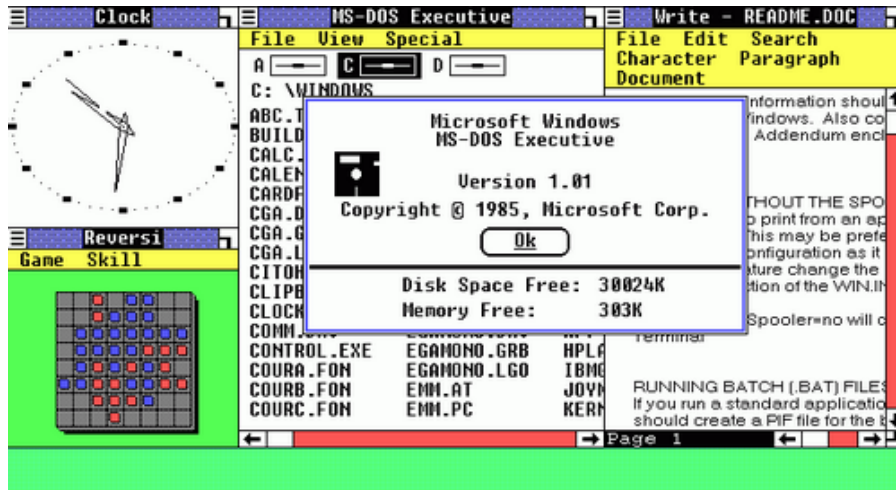 Clock
MS-DOS Executive
File View Special
A C D
C: \WINDOWS
ABC.T
BUILD
CALC.
CALEN
CARDF
CGA.D
CGA.G
CGA.L
CITOH
CLIPB
CLOCK
COMM.
CONTROL.EXE EGAMONO.GRB HPLA
COURA.FON EGAMONO.LGO IBMG
COURB.FON EMM.AT JOYN
COURC.FON EMM.PC KERN
Microsoft Windows
MS-DOS Executive
Version 1.01
Copyright © 1985, Microsoft Corp.
Ok
Disk Space Free: 30024K
Memory Free: 303K
Write - README.DOC
File Edit Search
Character Paragraph
Document
nformation shoul
indows. Also co
Addendum encl
THOUT THE SPO
o print from an ap
his may be prefe
onfiguration as it
ature change the
tion of the WIN.IN
Spooler=no will c
Terminal
RUNNING BATCH (.BAT) FILES
If you run a standard applicatio
should create a PIF file for the b
Page 1
Reversi
Game Skill